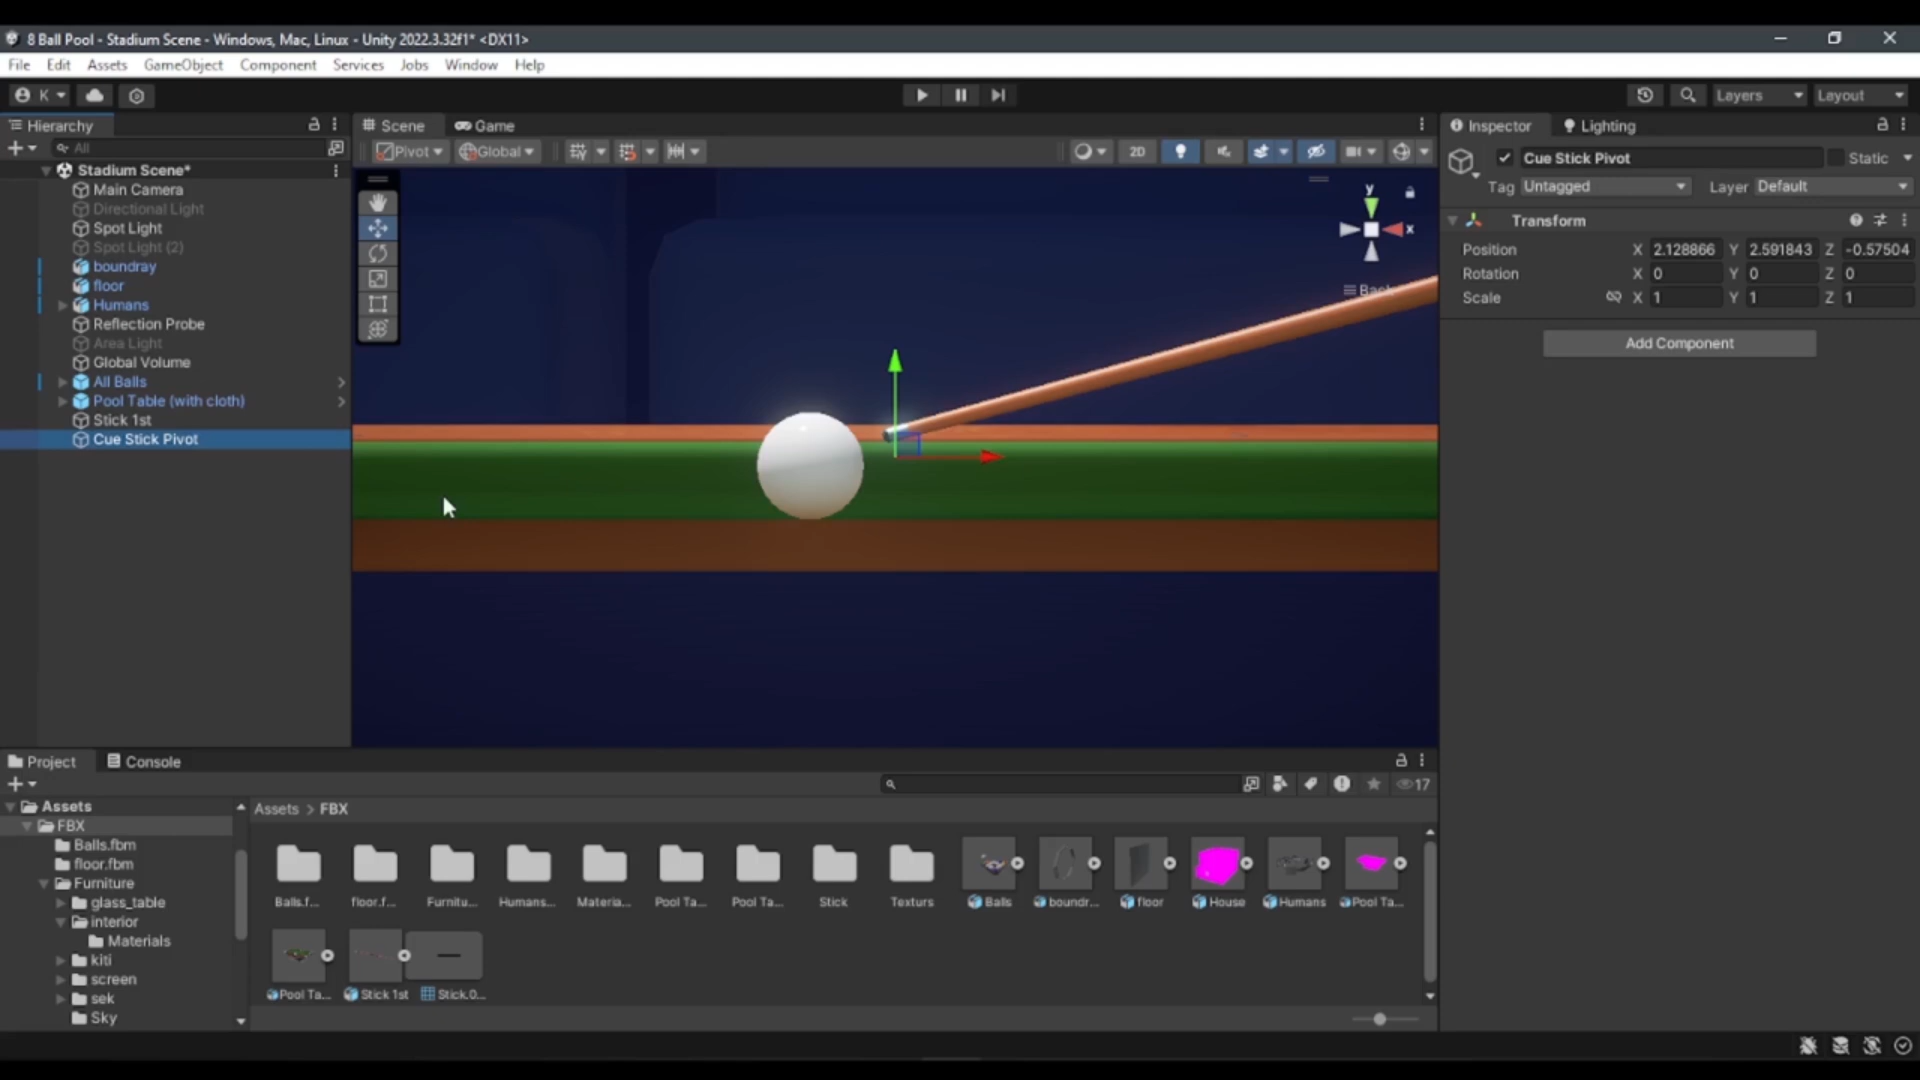 8 Ball Pool - Stadium Scene - Windows, Mac, Linux - Unity 2022.3.32f1* <DX11>
File Edit Assets GameObject Component Services Jobs Window Help
K Layers Layout
Hierarchy
All
Stadium Scene*
Main Camera
Directional Light
Spot Light
Spot Light (2)
boundray
floor
Humans
Reflection Probe
Area Light
Global Volume
All Balls
Pool Table (with cloth)
Stick 1st
Cue Stick Pivot
Scene Game
Pivot Global 2D
y
x
Back
Inspector Lighting
Cue Stick Pivot Static
Tag Untagged Layer Default
Transform
Position X 2.128866 Y 2.591843 Z -0.57504
Rotation X 0 Y 0 Z 0
Scale X 1 Y 1 Z 1
Add Component
Project Console
17
Assets
FBX
Balls.fbm
floor.fbm
Furniture
glass_table
interior
Materials
kiti
screen
sek
Sky
Assets > FBX
Balls.f... floor.f... Furnitu... Humans... Materia... Pool Ta... Pool Ta... Stick Texturs Balls boundr... floor House Humans Pool Ta...
Pool Ta... Stick 1st Stick.0...